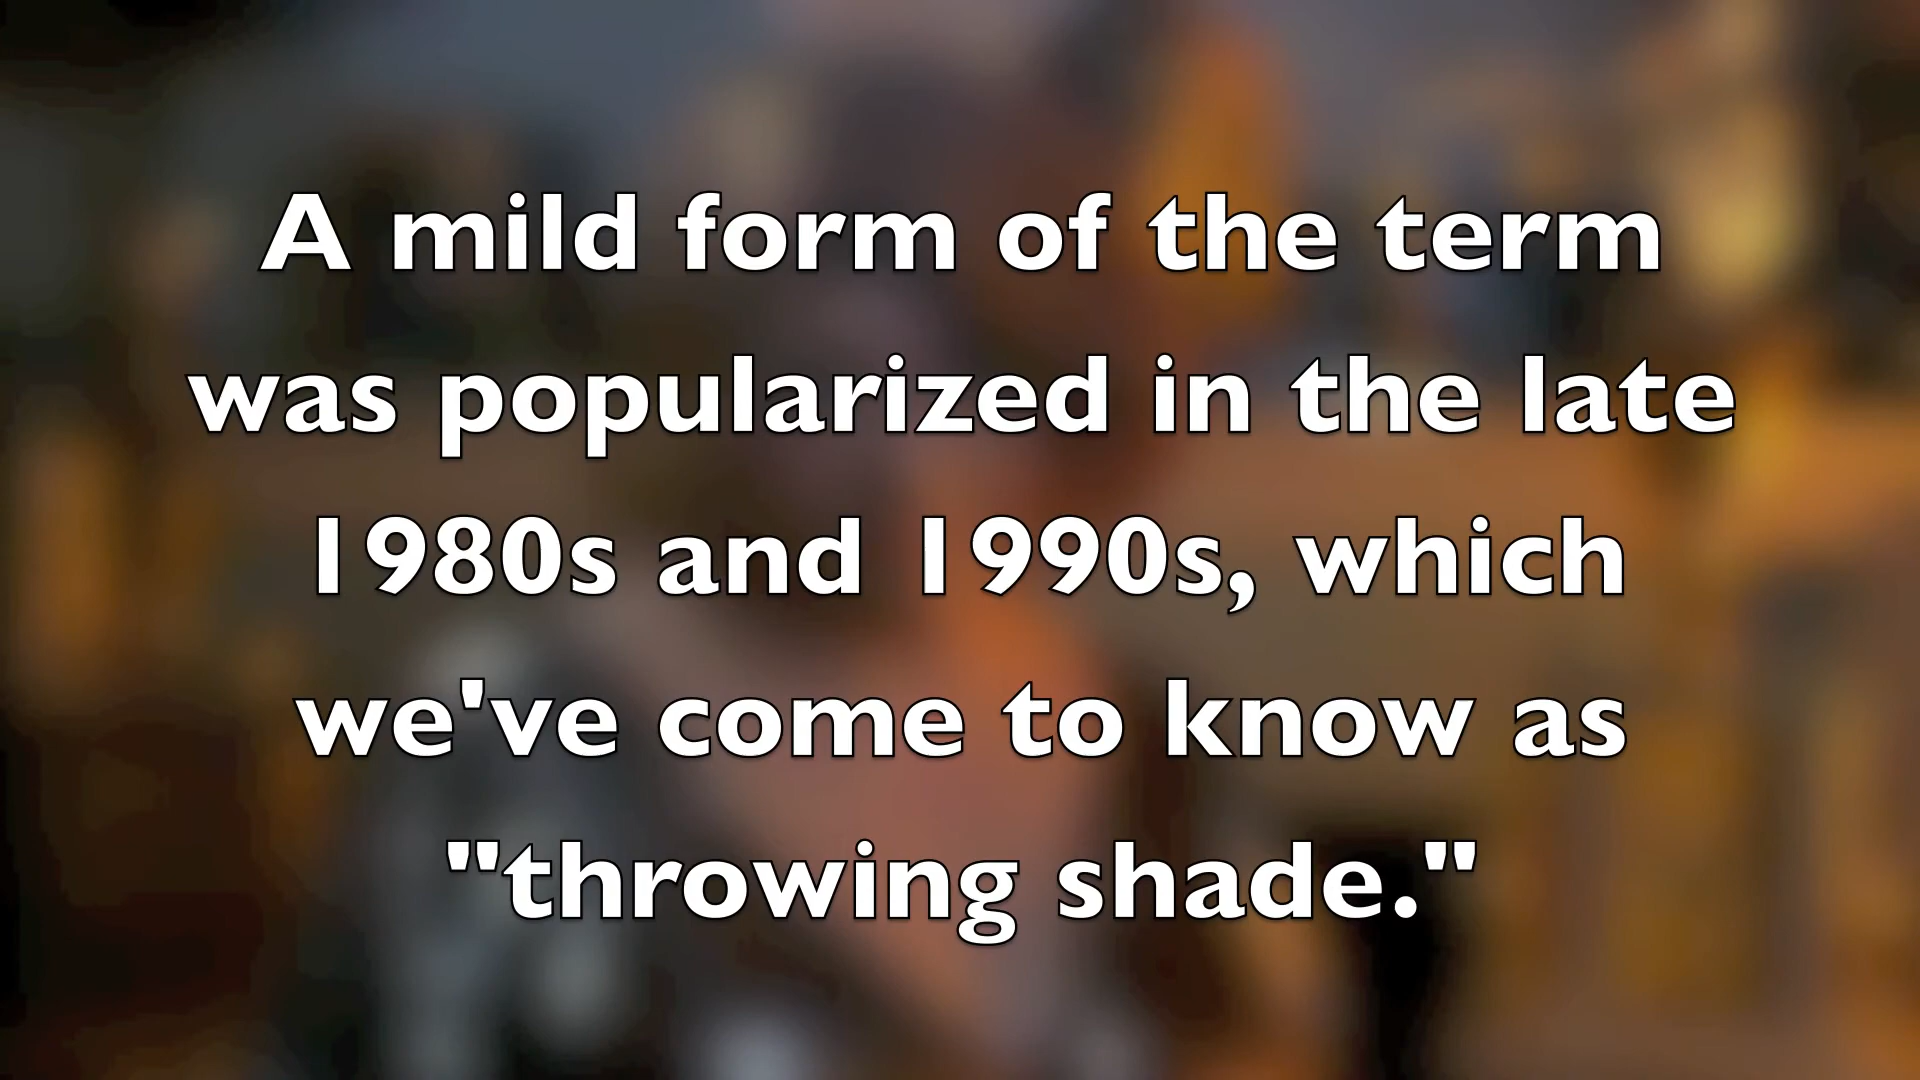 A mild form of the term
was popularized in the late
1980s and 1990s, which
we've come to know as
"throwing shade."